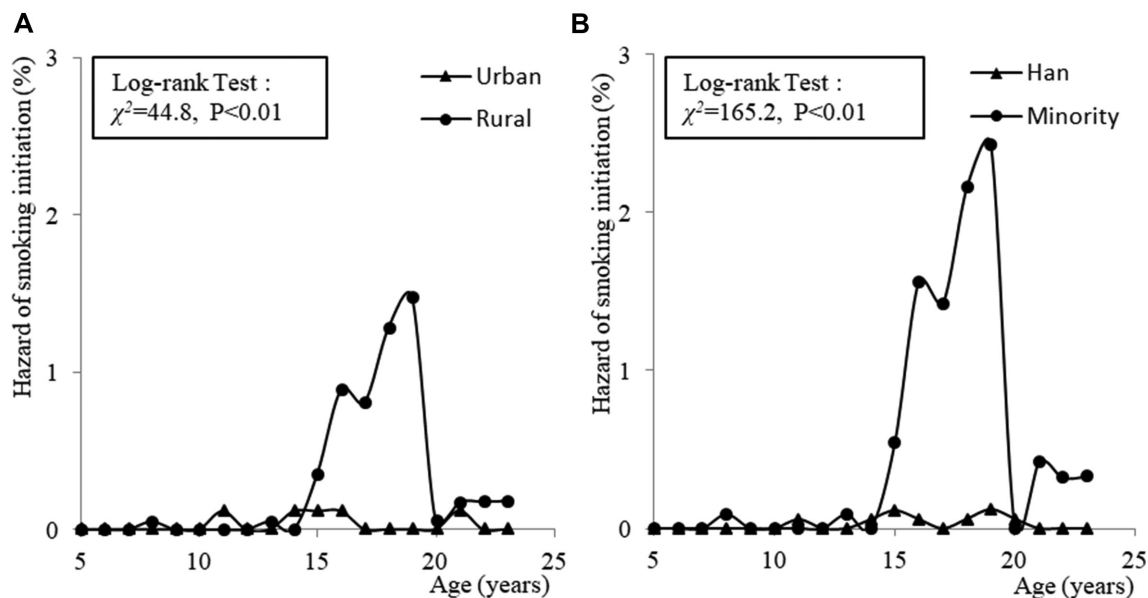 A
Hazard of smoking initiation (%)
3
2
1
0
Log-rank Test :
χ²=44.8, P<0.01
Urban
Rural
5
10
15
20
25
Age (years)
B
Hazard of smoking initiation (%)
3
2
1
0
Log-rank Test :
χ²=165.2, P<0.01
Han
Minority
5
10
15
20
25
Age (years)